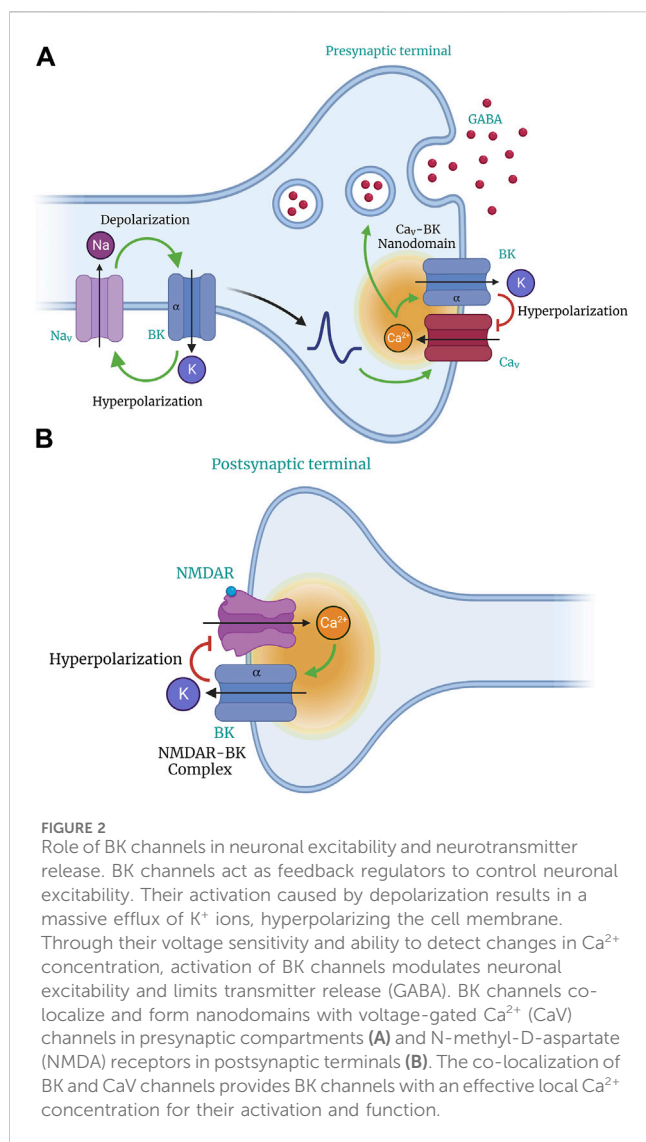 A
Presynaptic terminal
GABA
Depolarization
Na
Caᵥ-BK
Nanodomain
BK
α
K
α
BK
Naᵥ
Hyperpolarization
Ca²⁺
K
Caᵥ
Hyperpolarization
B
Postsynaptic terminal
NMDAR
Ca²⁺
Hyperpolarization
α
K
BK
NMDAR-BK
Complex
FIGURE 2
Role of BK channels in neuronal excitability and neurotransmitter
release. BK channels act as feedback regulators to control neuronal
excitability. Their activation caused by depolarization results in a
massive efflux of K⁺ ions, hyperpolarizing the cell membrane.
Through their voltage sensitivity and ability to detect changes in Ca²⁺
concentration, activation of BK channels modulates neuronal
excitability and limits transmitter release (GABA). BK channels co-
localize and form nanodomains with voltage-gated Ca²⁺ (CaV)
channels in presynaptic compartments (A) and N-methyl-D-aspartate
(NMDA) receptors in postsynaptic terminals (B). The co-localization of
BK and CaV channels provides BK channels with an effective local Ca²⁺
concentration for their activation and function.